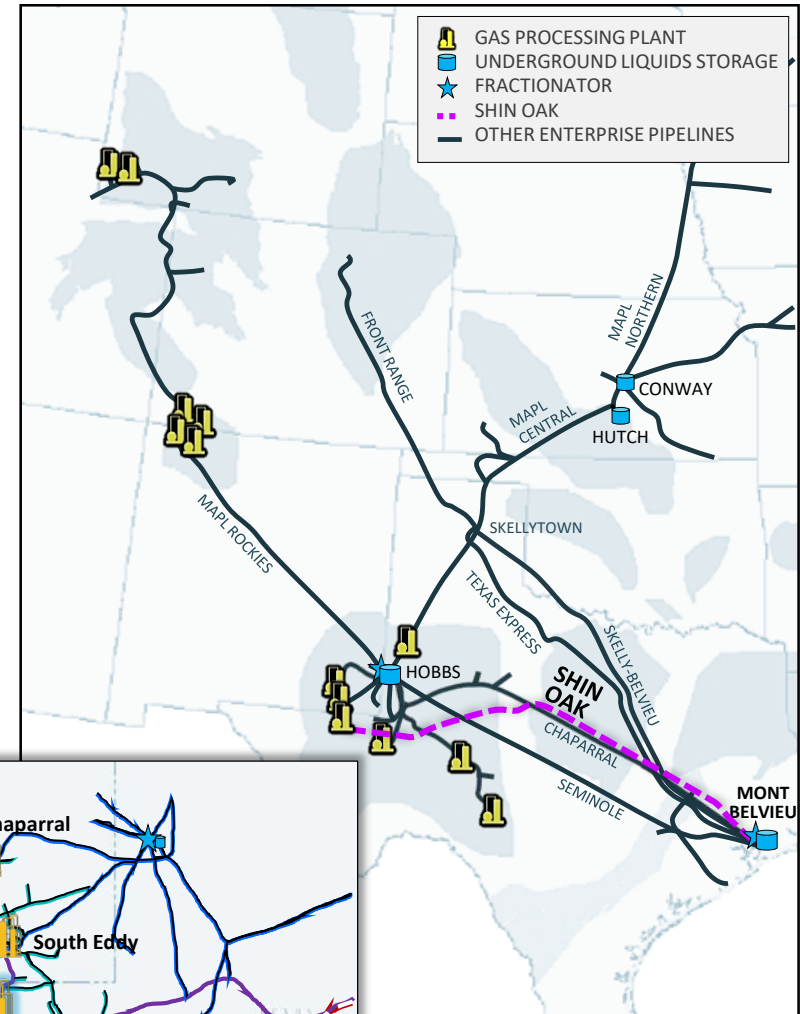 GAS PROCESSING PLANT
UNDERGROUND LIQUIDS STORAGE
FRACTIONATOR
SHIN OAK
OTHER ENTERPRISE PIPELINES
MAPL
NORTHERN
FRONT RANGE
CONWAY
MAPL
CENTRAL
HUTCH
MAPL ROCKIES
SKELLYTOWN
TEXAS EXPRESS
SKELLY-BELVIEU
HOBBS
SHIN
OAK
CHAPARRAL
SEMINOLE
MONT
BELVIEU
haparral
South Eddy